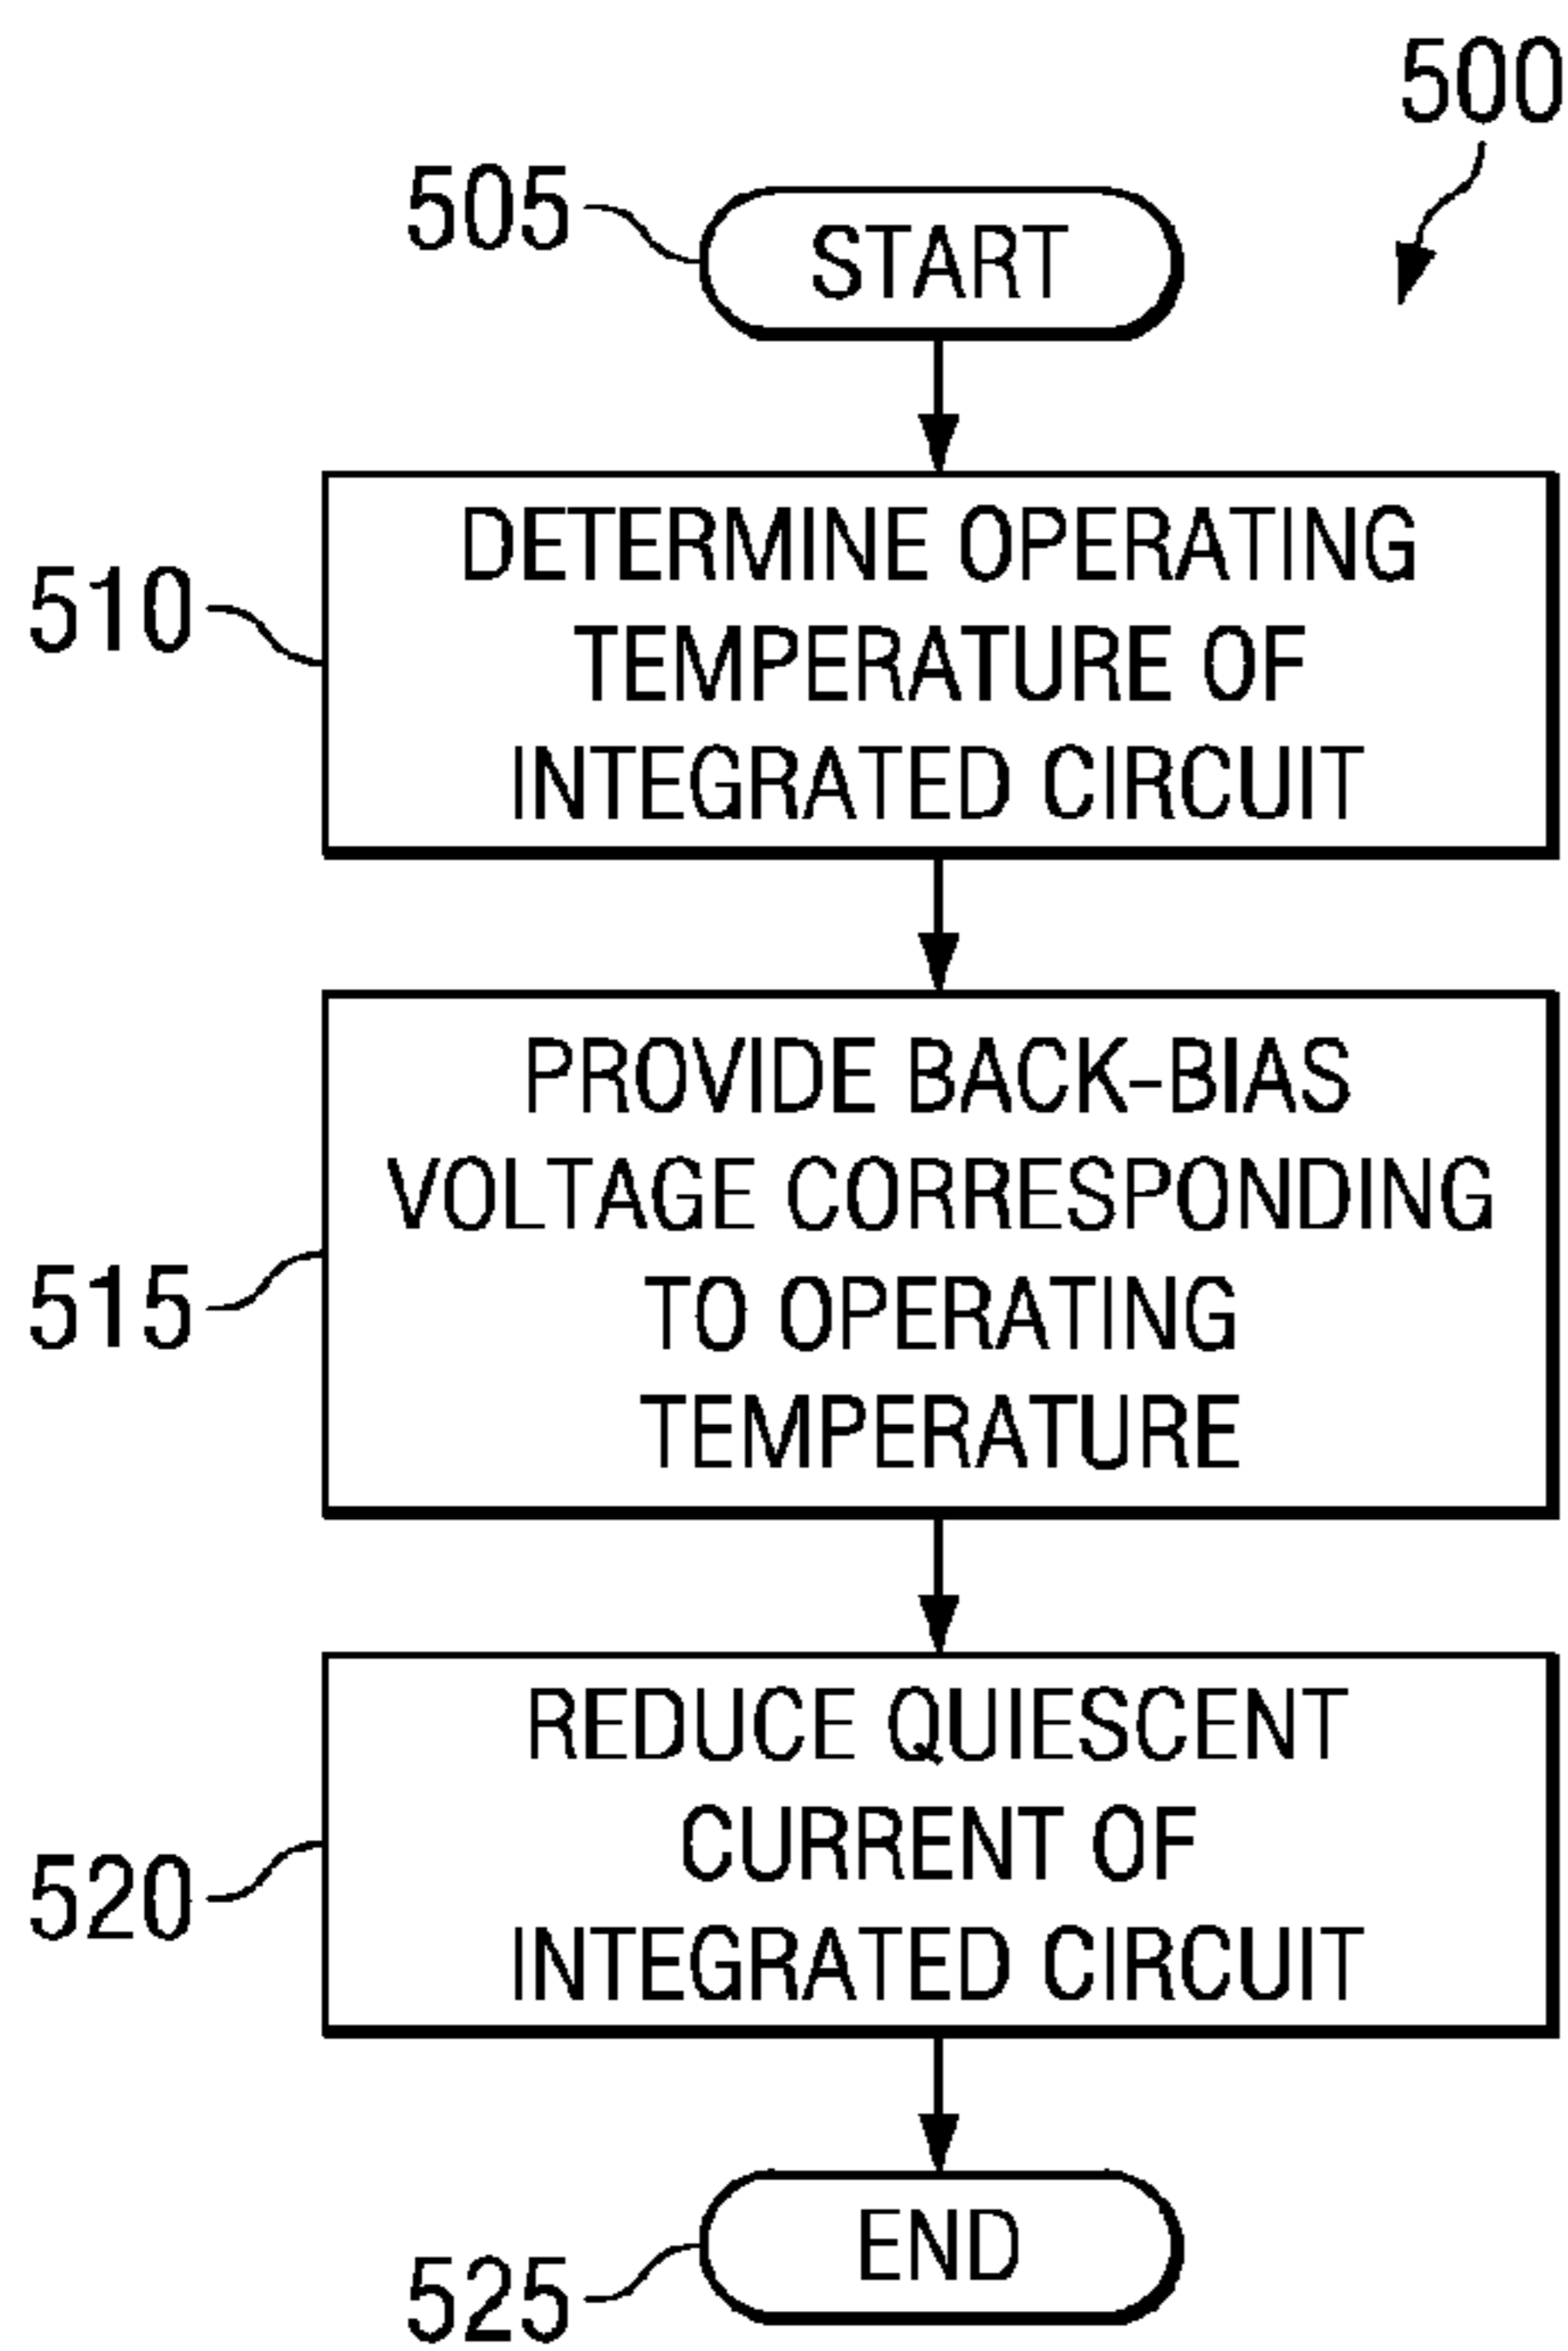 500
505
START
510
DETERMINE OPERATING
TEMPERATURE OF
INTEGRATED CIRCUIT
515
PROVIDE BACK-BIAS
VOLTAGE CORRESPONDING
TO OPERATING
TEMPERATURE
520
REDUCE QUIESCENT
CURRENT OF
INTEGRATED CIRCUIT
525
END